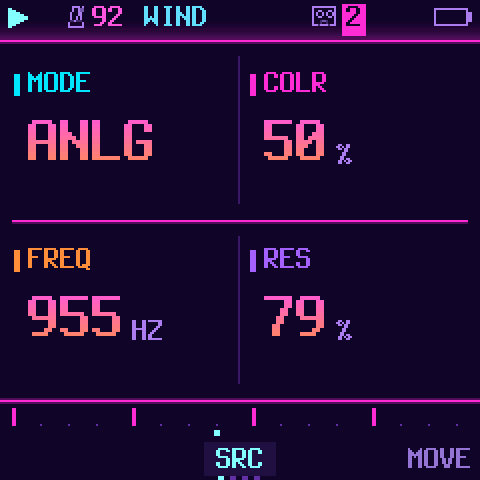 92 WIND 2
MODE COLR
ANLG 50 %
FREQ RES
955 HZ 79 %
SRC MOVE